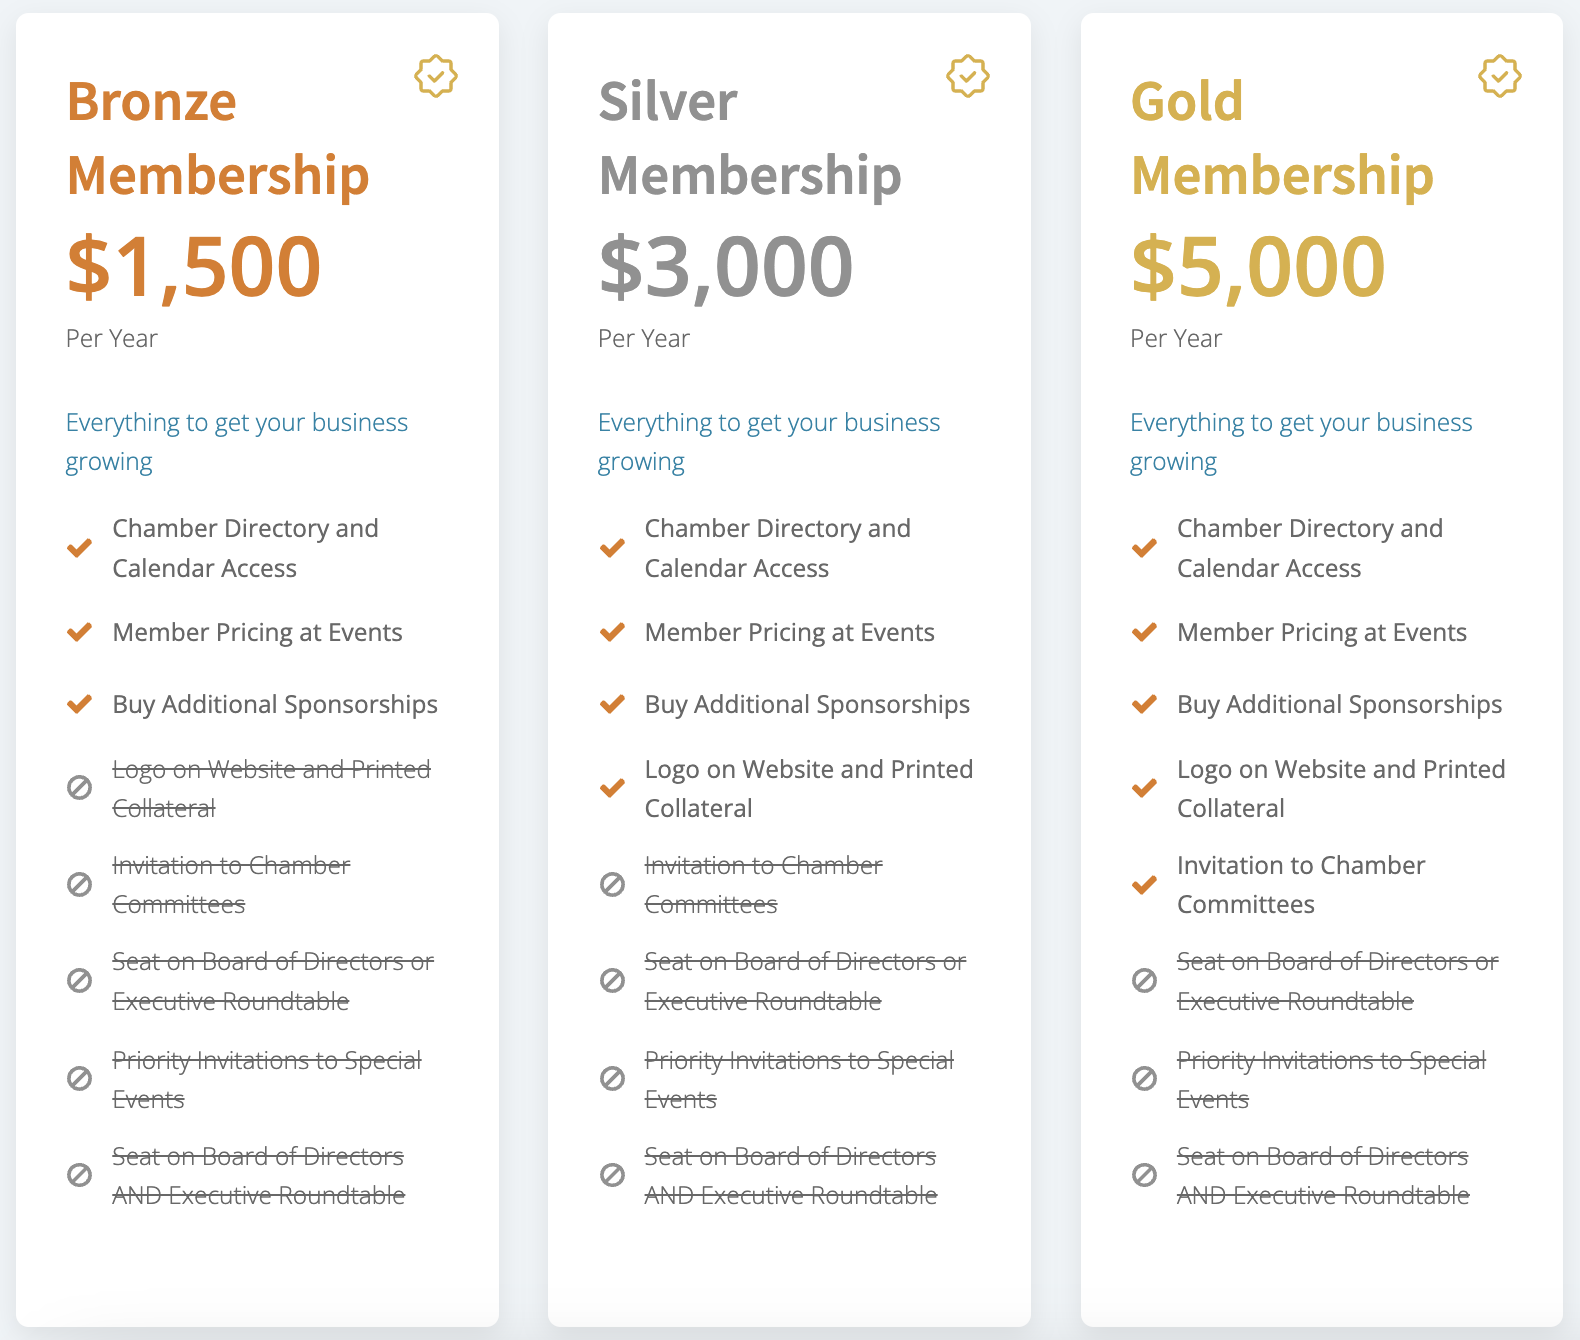 Bronze
Membership
$1,500
Per Year
Everything to get your business
growing
Chamber Directory and
Calendar Access
Member Pricing at Events
Buy Additional Sponsorships
Logo on Website and Printed
Collateral
Invitation to Chamber
Committees
Seat on Board of Directors or
Executive Roundtable
Priority Invitations to Special
Events
Seat on Board of Directors
AND Executive Roundtable
Silver
Membership
$3,000
Per Year
Everything to get your business
growing
Chamber Directory and
Calendar Access
Member Pricing at Events
Buy Additional Sponsorships
Logo on Website and Printed
Collateral
Invitation to Chamber
Committees
Seat on Board of Directors or
Executive Roundtable
Priority Invitations to Special
Events
Seat on Board of Directors
AND Executive Roundtable
Gold
Membership
$5,000
Per Year
Everything to get your business
growing
Chamber Directory and
Calendar Access
Member Pricing at Events
Buy Additional Sponsorships
Logo on Website and Printed
Collateral
Invitation to Chamber
Committees
Seat on Board of Directors or
Executive Roundtable
Priority Invitations to Special
Events
Seat on Board of Directors
AND Executive Roundtable